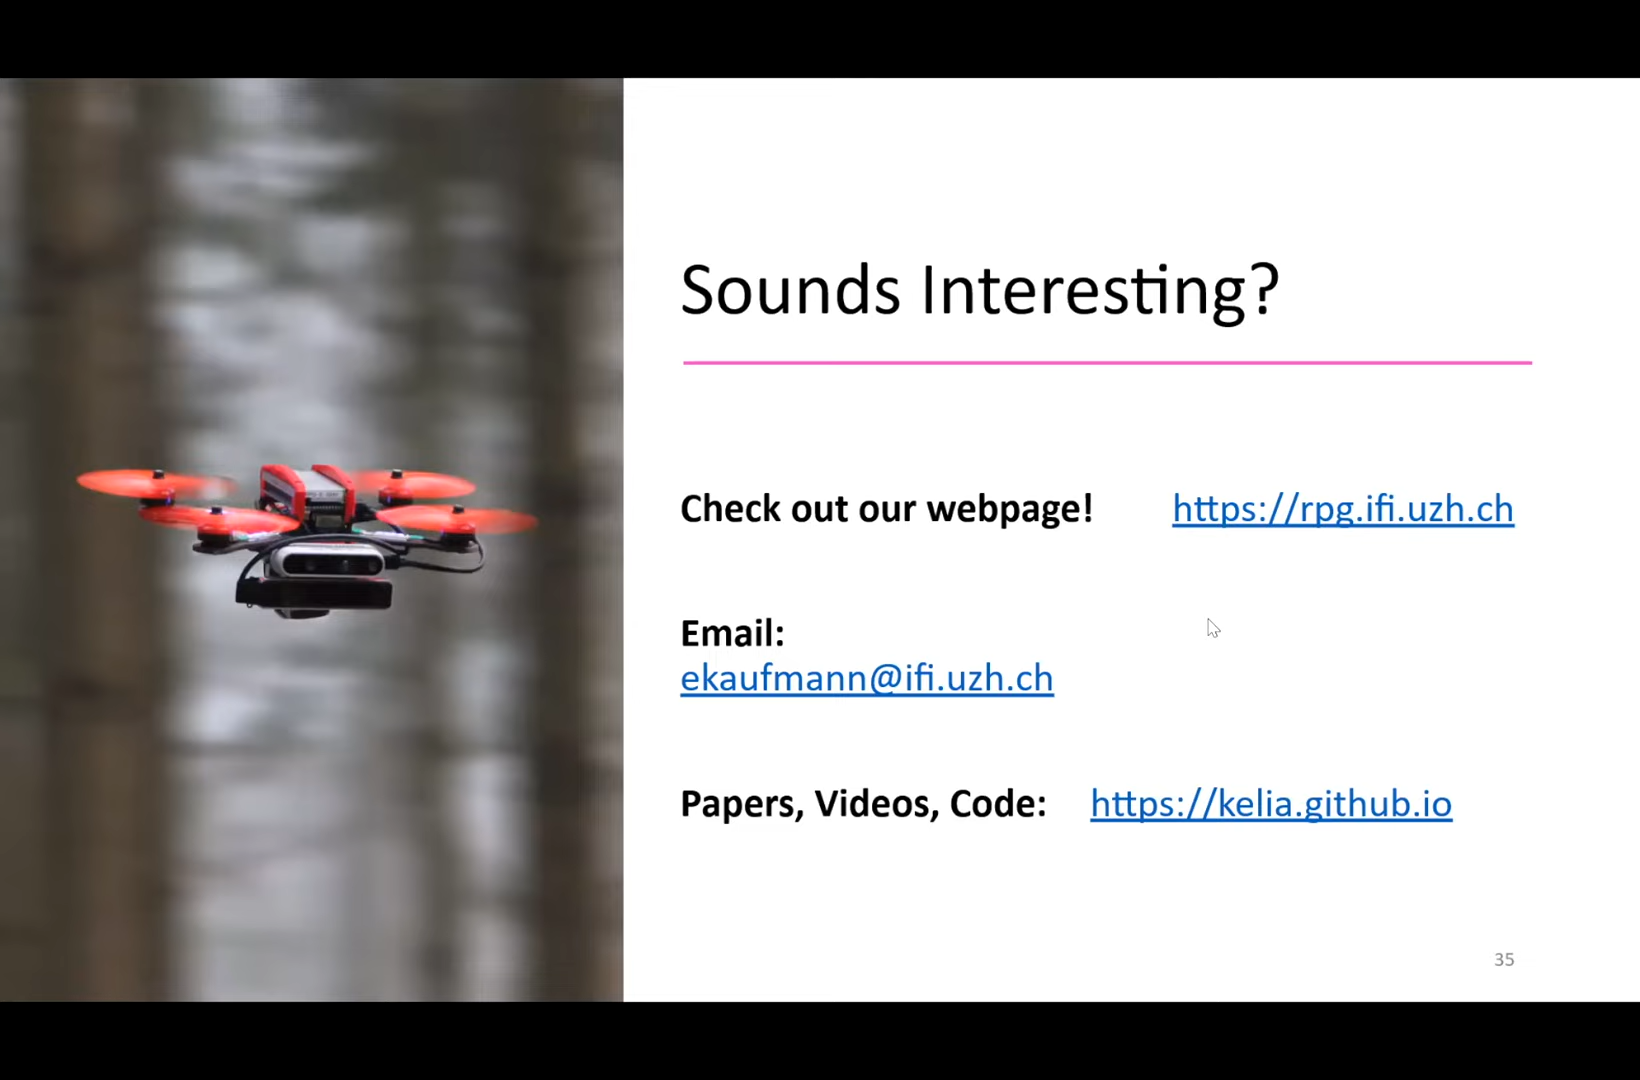 Sounds Interesting?
Check out our webpage! https://rpg.ifi.uzh.ch
Email:
ekaufmann@ifi.uzh.ch
Papers, Videos, Code: https://kelia.github.io
35